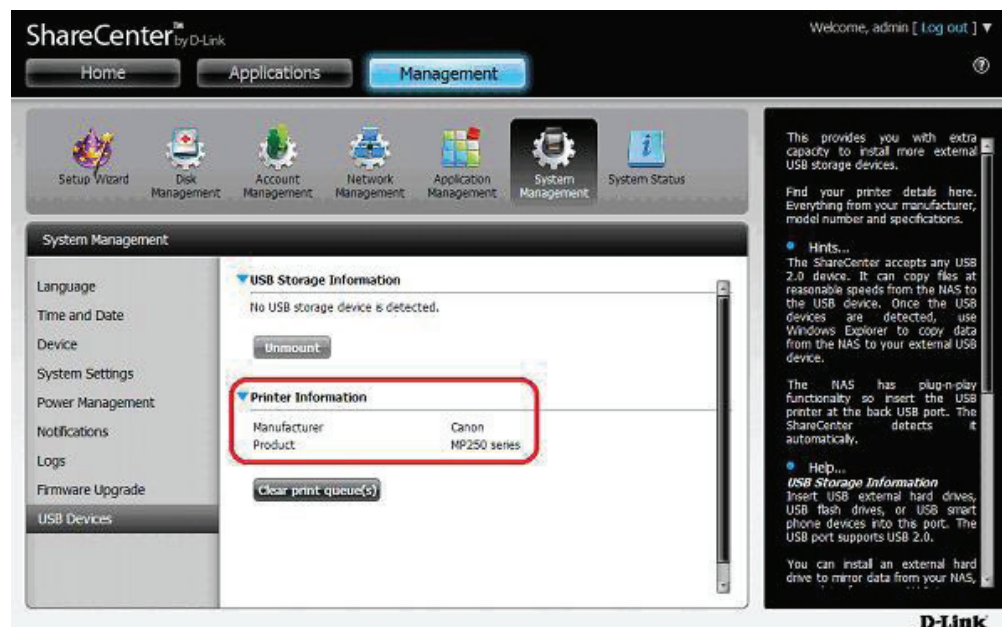 ShareCenter™ by D-Link
Welcome, admin [ Log out ] ▼
Home
Applications
Management
Setup Wizard
Disk Management
Account Management
Network Management
Application Management
System Management
System Status
System Management
Language
Time and Date
Device
System Settings
Power Management
Notifications
Logs
Firmware Upgrade
USB Devices
USB Storage Information
No USB storage device is detected.
Unmount
Printer Information
Manufacturer Canon
Product MP250 series
Clear print queue(s)
This provides you with extra
capacity to install more external
USB storage devices.
Find your printer details here.
Everything from your manufacturer,
model number and specifications.
Hints...
The ShareCenter accepts any USB
2.0 device. It can copy files at
reasonable speeds from the NAS to
the USB device. Once the USB
devices are detected, use
Windows Explorer to copy data
from the NAS to your external USB
device.
The NAS has plug-n-play
functionality so insert the USB
printer at the back USB port. The
ShareCenter detects it
automatically.
Help...
USB Storage Information
Insert USB external hard drives,
USB flash drives, or USB smart
phone devices into this port. The
USB port supports USB 2.0.
You can install an external hard
drive to mirror data from your NAS,
D-Link